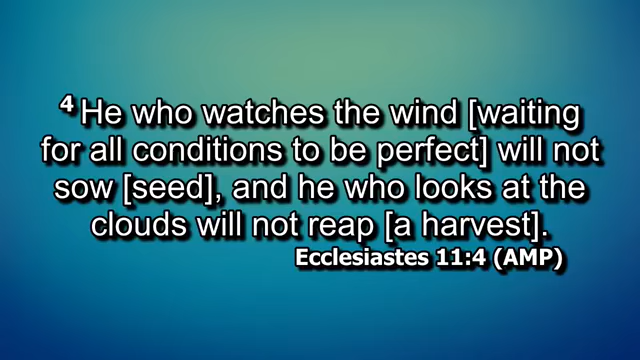 4 He who watches the wind [waiting
for all conditions to be perfect] will not
sow [seed], and he who looks at the
clouds will not reap [a harvest].
Ecclesiastes 11:4 (AMP)